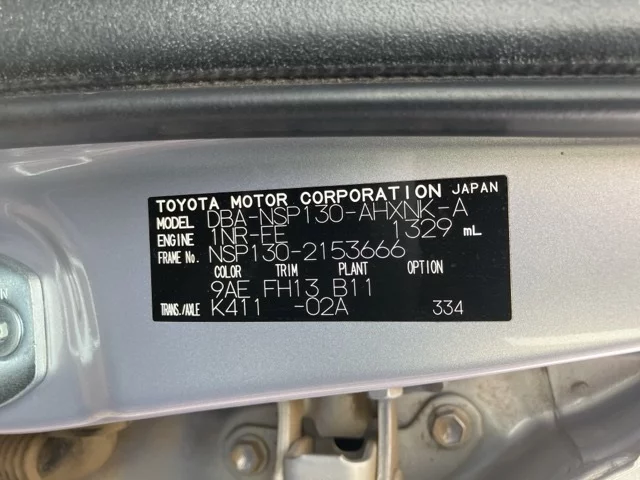 TOYOTA MOTOR CORPORATION JAPAN
MODEL DBA-NSP130-AHXNK-A
ENGINE 1NR-FE 1329 mL
FRAME No. NSP130-2153666
COLOR TRIM PLANT OPTION
9AE FH13 B11
TRANS./AXLE K411 -02A 334